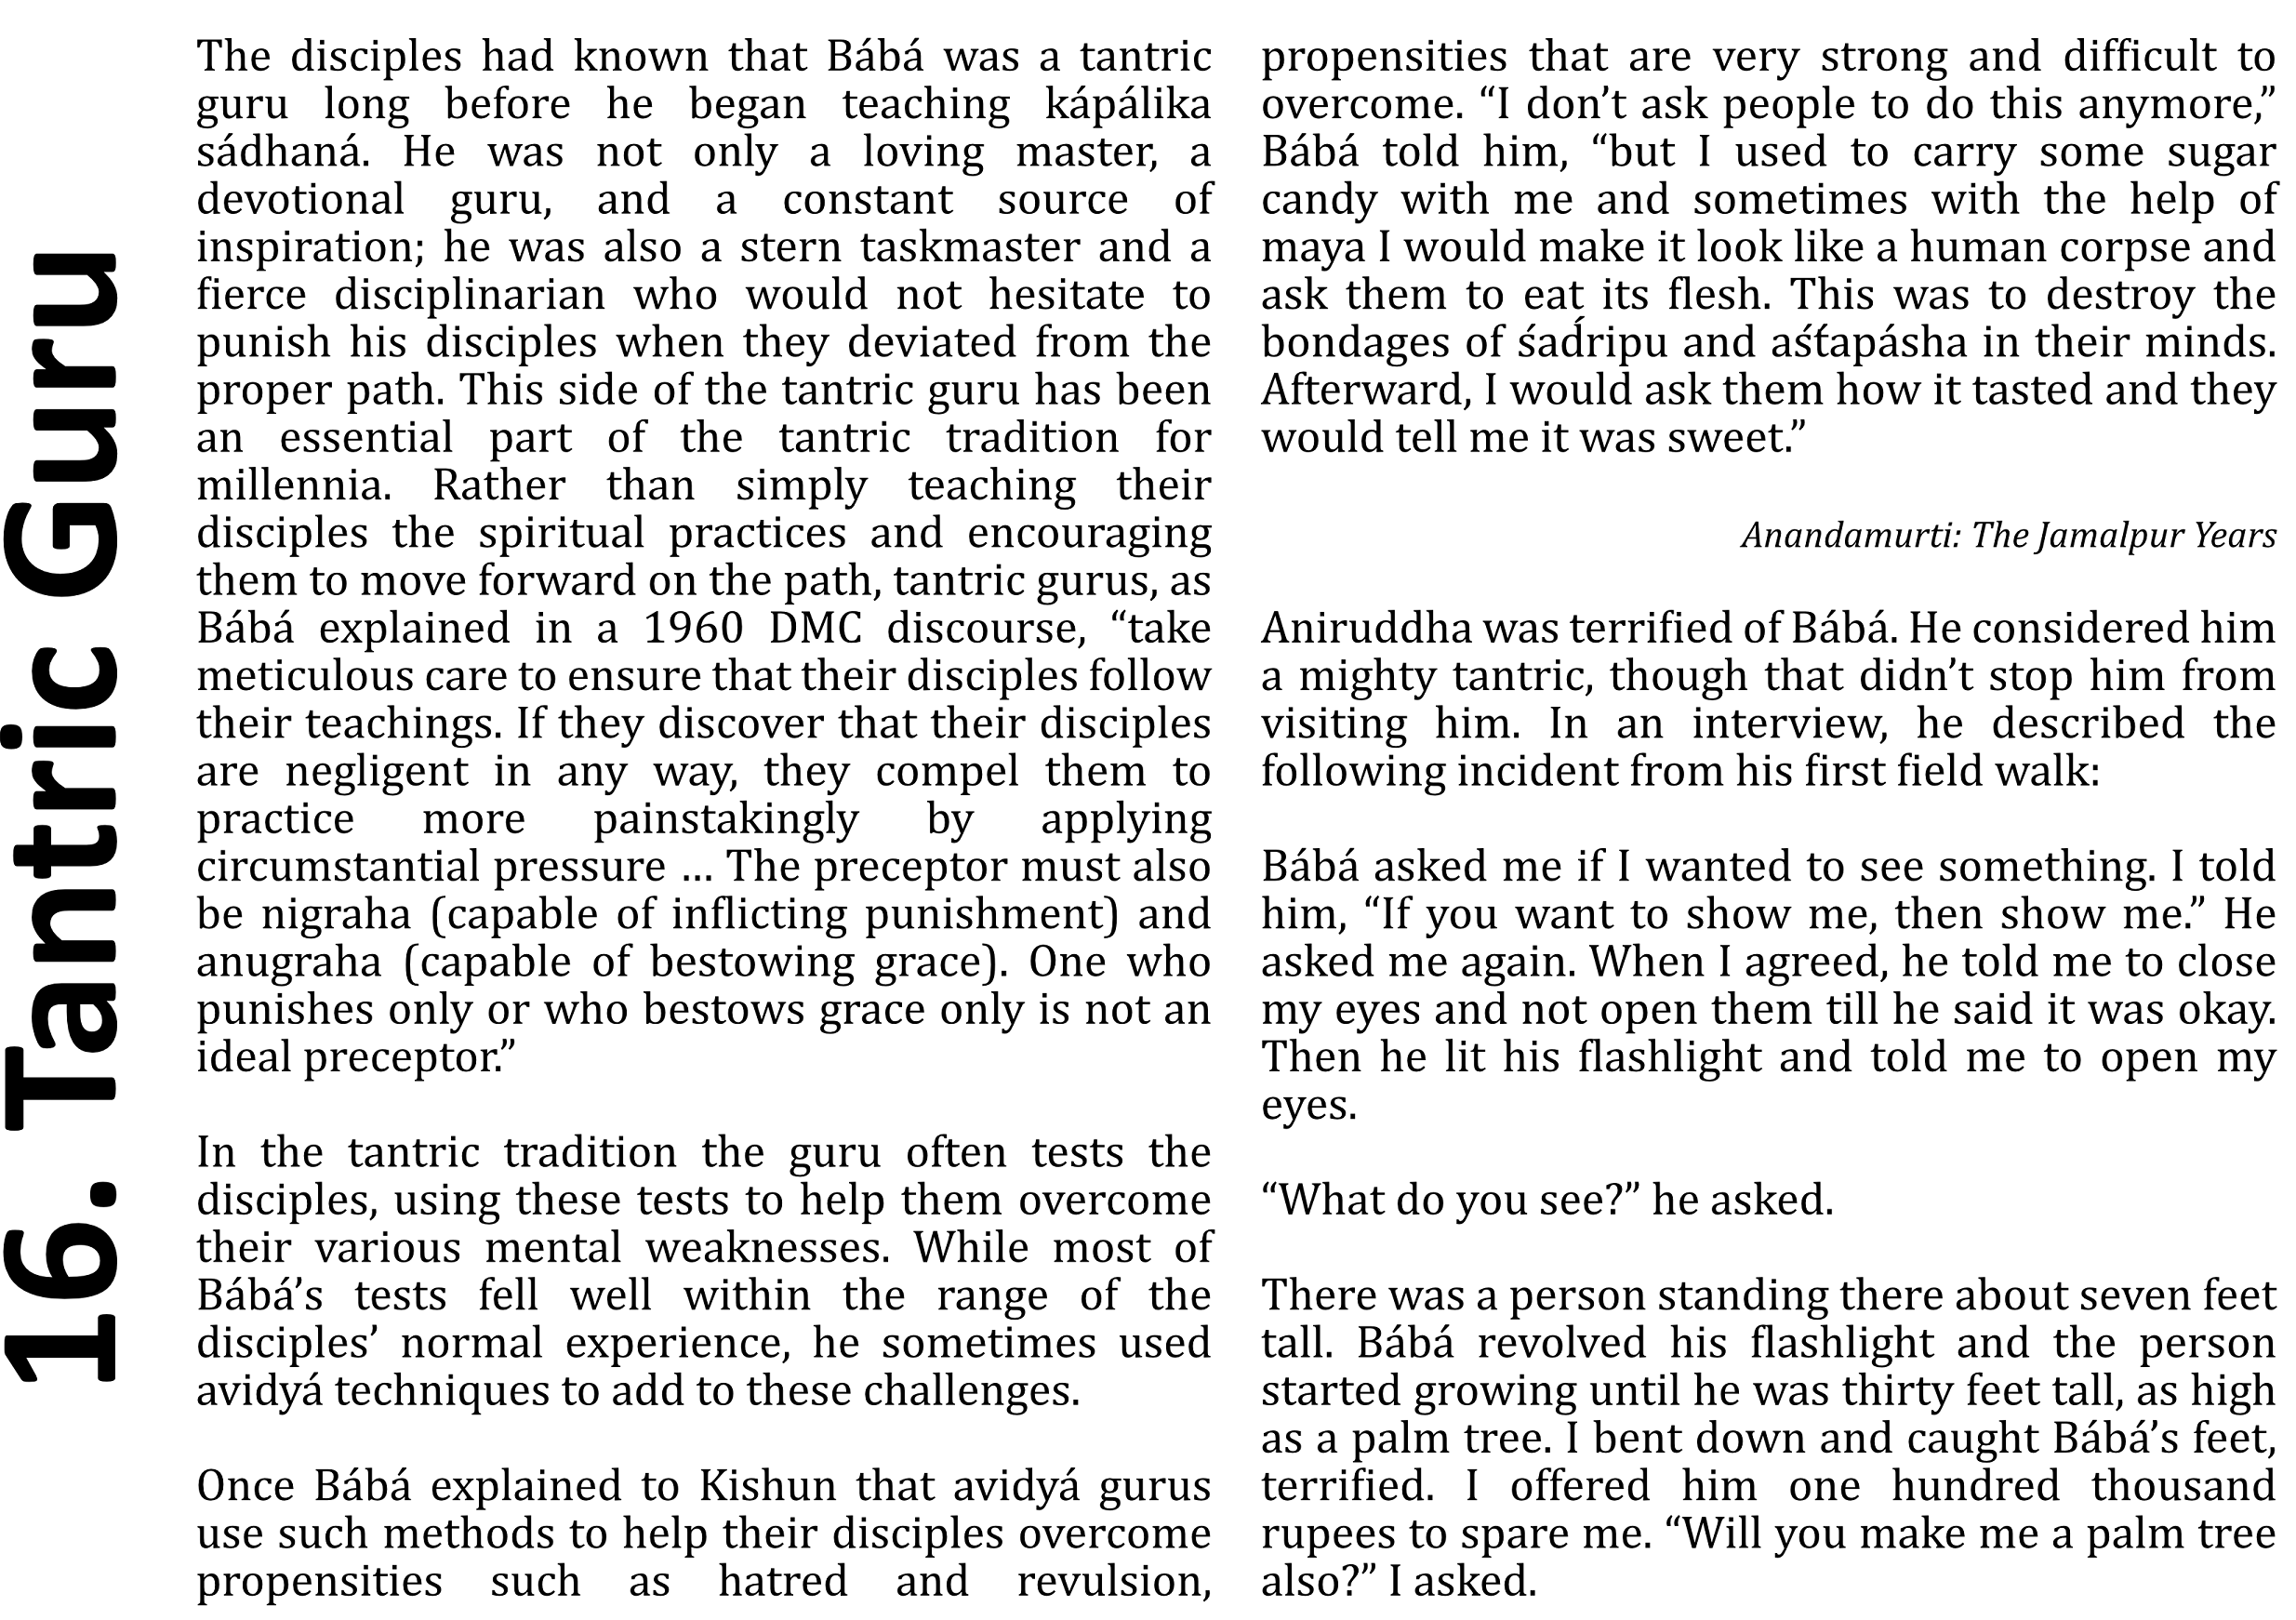 16. Tantric Guru
The disciples had known that Bábá was a tantric
guru long before he began teaching kápálika
sádhaná. He was not only a loving master, a
devotional guru, and a constant source of
inspiration; he was also a stern taskmaster and a
fierce disciplinarian who would not hesitate to
punish his disciples when they deviated from the
proper path. This side of the tantric guru has been
an essential part of the tantric tradition for
millennia. Rather than simply teaching their
disciples the spiritual practices and encouraging
them to move forward on the path, tantric gurus, as
Bábá explained in a 1960 DMC discourse, “take
meticulous care to ensure that their disciples follow
their teachings. If they discover that their disciples
are negligent in any way, they compel them to
practice more painstakingly by applying
circumstantial pressure … The preceptor must also
be nigraha (capable of inflicting punishment) and
anugraha (capable of bestowing grace). One who
punishes only or who bestows grace only is not an
ideal preceptor.”
In the tantric tradition the guru often tests the
disciples, using these tests to help them overcome
their various mental weaknesses. While most of
Bábá’s tests fell well within the range of the
disciples’ normal experience, he sometimes used
avidyá techniques to add to these challenges.
Once Bábá explained to Kishun that avidyá gurus
use such methods to help their disciples overcome
propensities such as hatred and revulsion,
propensities that are very strong and difficult to
overcome. “I don’t ask people to do this anymore,”
Bábá told him, “but I used to carry some sugar
candy with me and sometimes with the help of
maya I would make it look like a human corpse and
ask them to eat its flesh. This was to destroy the
bondages of śad́ripu and aśt́apásha in their minds.
Afterward, I would ask them how it tasted and they
would tell me it was sweet.”
Anandamurti: The Jamalpur Years
Aniruddha was terrified of Bábá. He considered him
a mighty tantric, though that didn’t stop him from
visiting him. In an interview, he described the
following incident from his first field walk:
Bábá asked me if I wanted to see something. I told
him, “If you want to show me, then show me.” He
asked me again. When I agreed, he told me to close
my eyes and not open them till he said it was okay.
Then he lit his flashlight and told me to open my
eyes.
“What do you see?” he asked.
There was a person standing there about seven feet
tall. Bábá revolved his flashlight and the person
started growing until he was thirty feet tall, as high
as a palm tree. I bent down and caught Bábá’s feet,
terrified. I offered him one hundred thousand
rupees to spare me. “Will you make me a palm tree
also?” I asked.